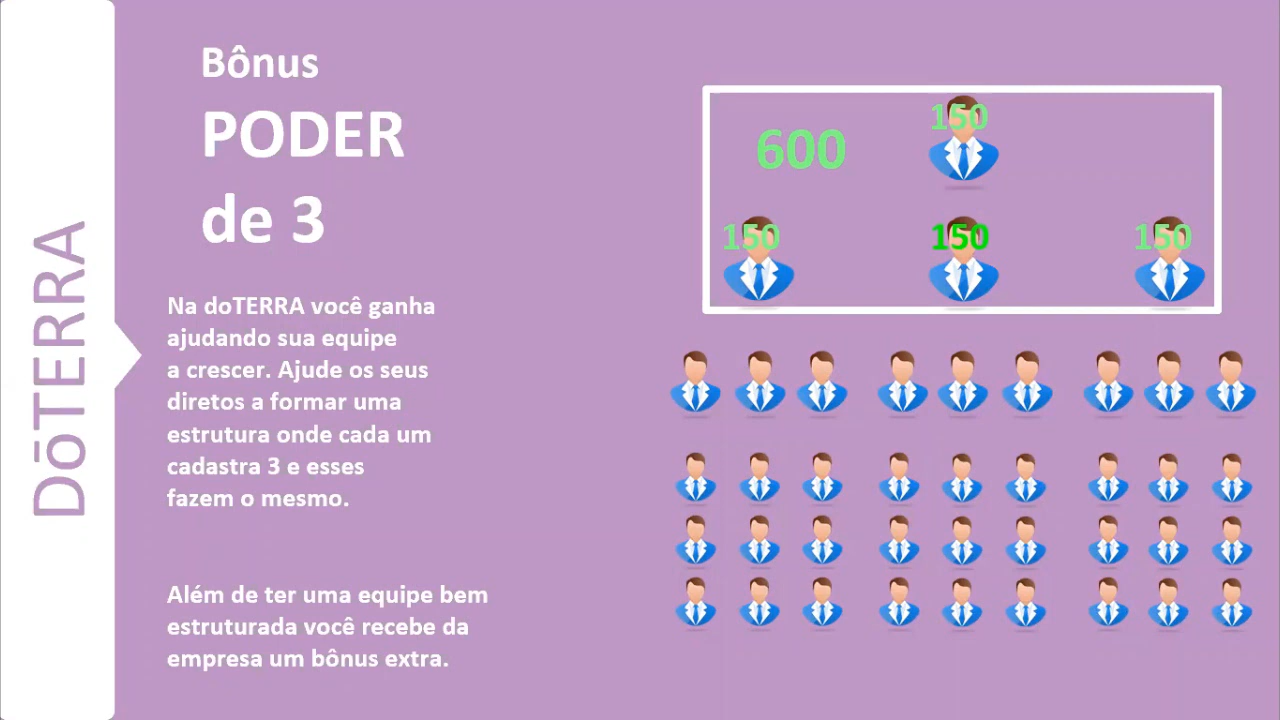 DōTERRA
Bônus
PODER
de 3
Na doTERRA você ganha
ajudando sua equipe
a crescer. Ajude os seus
diretos a formar uma
estrutura onde cada um
cadastra 3 e esses
fazem o mesmo.
Além de ter uma equipe bem
estruturada você recebe da
empresa um bônus extra.
150
600
150 150 150